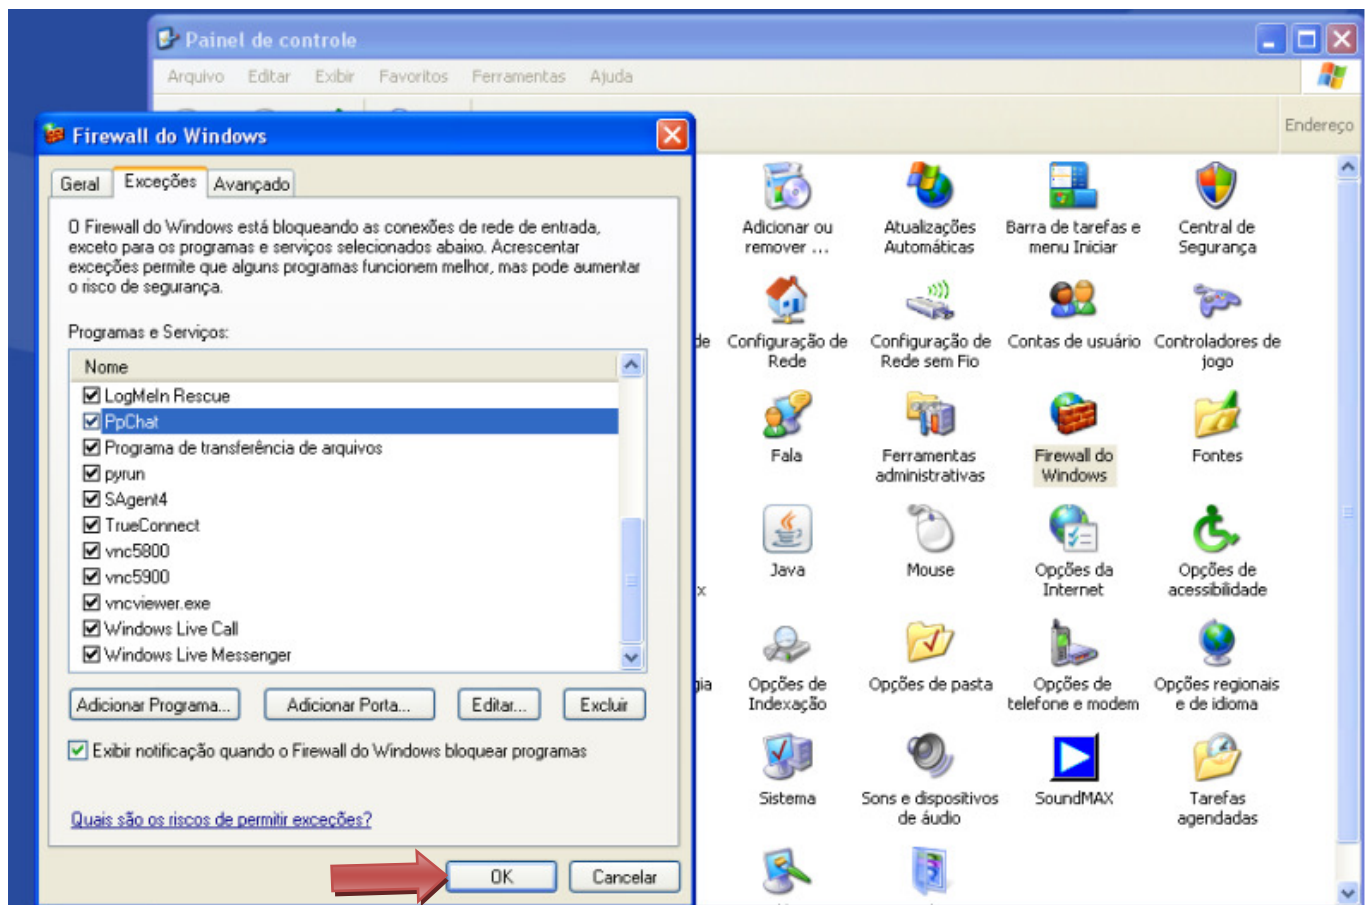 Painel de controle
Arquivo Editar Exibir Favoritos Ferramentas Ajuda
Endereço
Firewall do Windows
Geral Exceções Avançado
O Firewall do Windows está bloqueando as conexões de rede de entrada,
exceto para os programas e serviços selecionados abaixo. Acrescentar
exceções permite que alguns programas funcionem melhor, mas pode aumentar
o risco de segurança.
Programas e Serviços:
Nome
LogMeIn Rescue
PpChat
Programa de transferência de arquivos
pyrun
SAgent4
TrueConnect
vnc5800
vnc5900
vncviewer.exe
Windows Live Call
Windows Live Messenger
Adicionar Programa... Adicionar Porta... Editar... Excluir
Exibir notificação quando o Firewall do Windows bloquear programas
Quais são os riscos de permitir exceções?
OK Cancelar
Adicionar ou Atualizações Barra de tarefas e Central de
remover ... Automáticas menu Iniciar Segurança
de Configuração de Configuração de Contas de usuário Controladores de
Rede Rede sem Fio jogo
Fala Ferramentas Firewall do Fontes
administrativas Windows
Java Mouse Opções da Opções de
x Internet acessibilidade
gia Opções de Opções de pasta Opções de Opções regionais
Indexação telefone e modem e de idioma
Sistema Sons e dispositivos SoundMAX Tarefas
de áudio agendadas